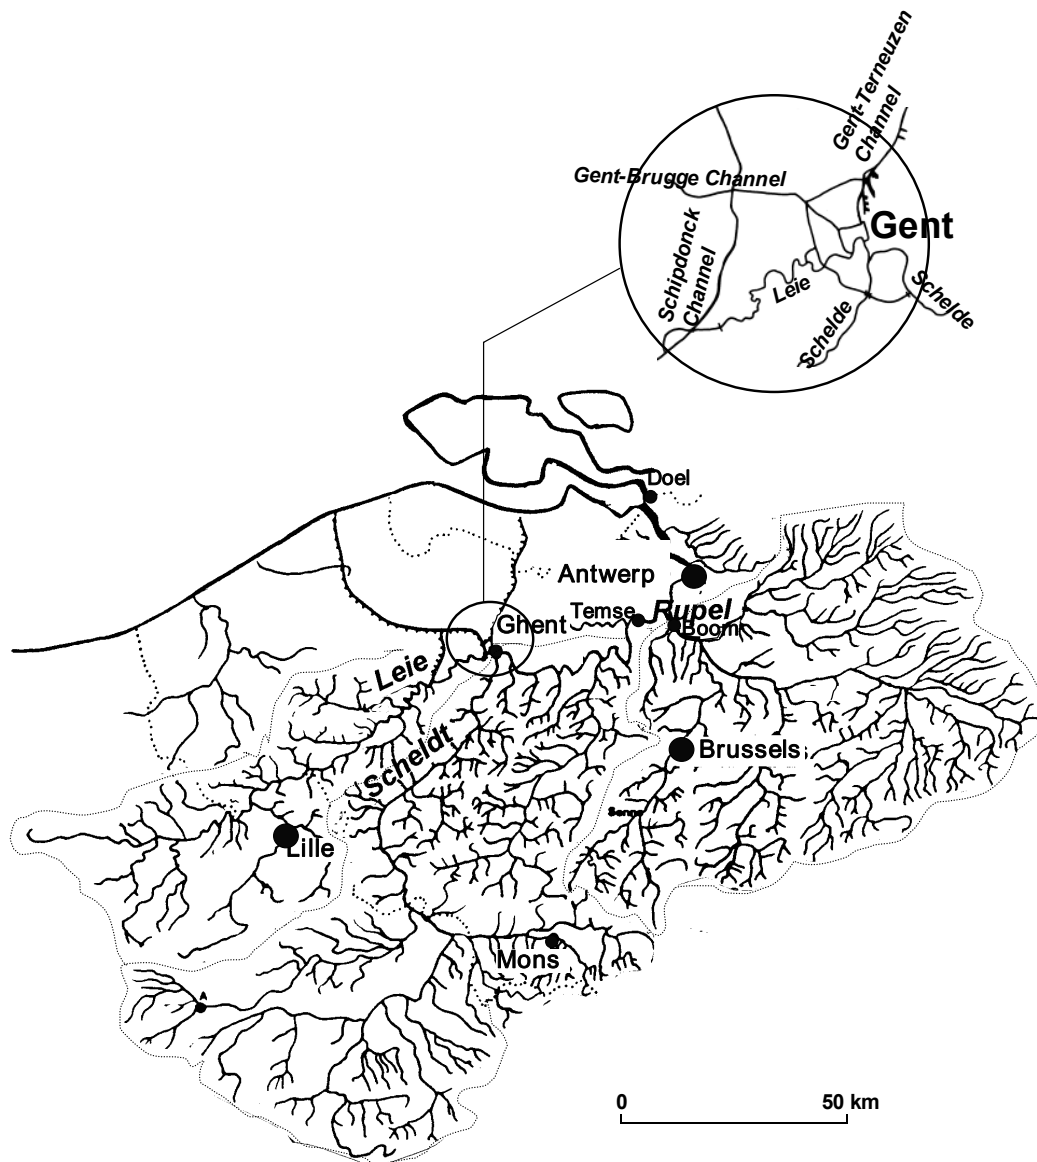 Gent-Terneuzen
Channel
Gent-Brugge Channel
Gent
Schipdonck
Channel
Leie
Schelde
Schelde
Doel
Antwerp
Temse
Rupel
Boom
Ghent
Leie
Scheldt
Brussels
Senne
Lille
Mons
A
0 50 km